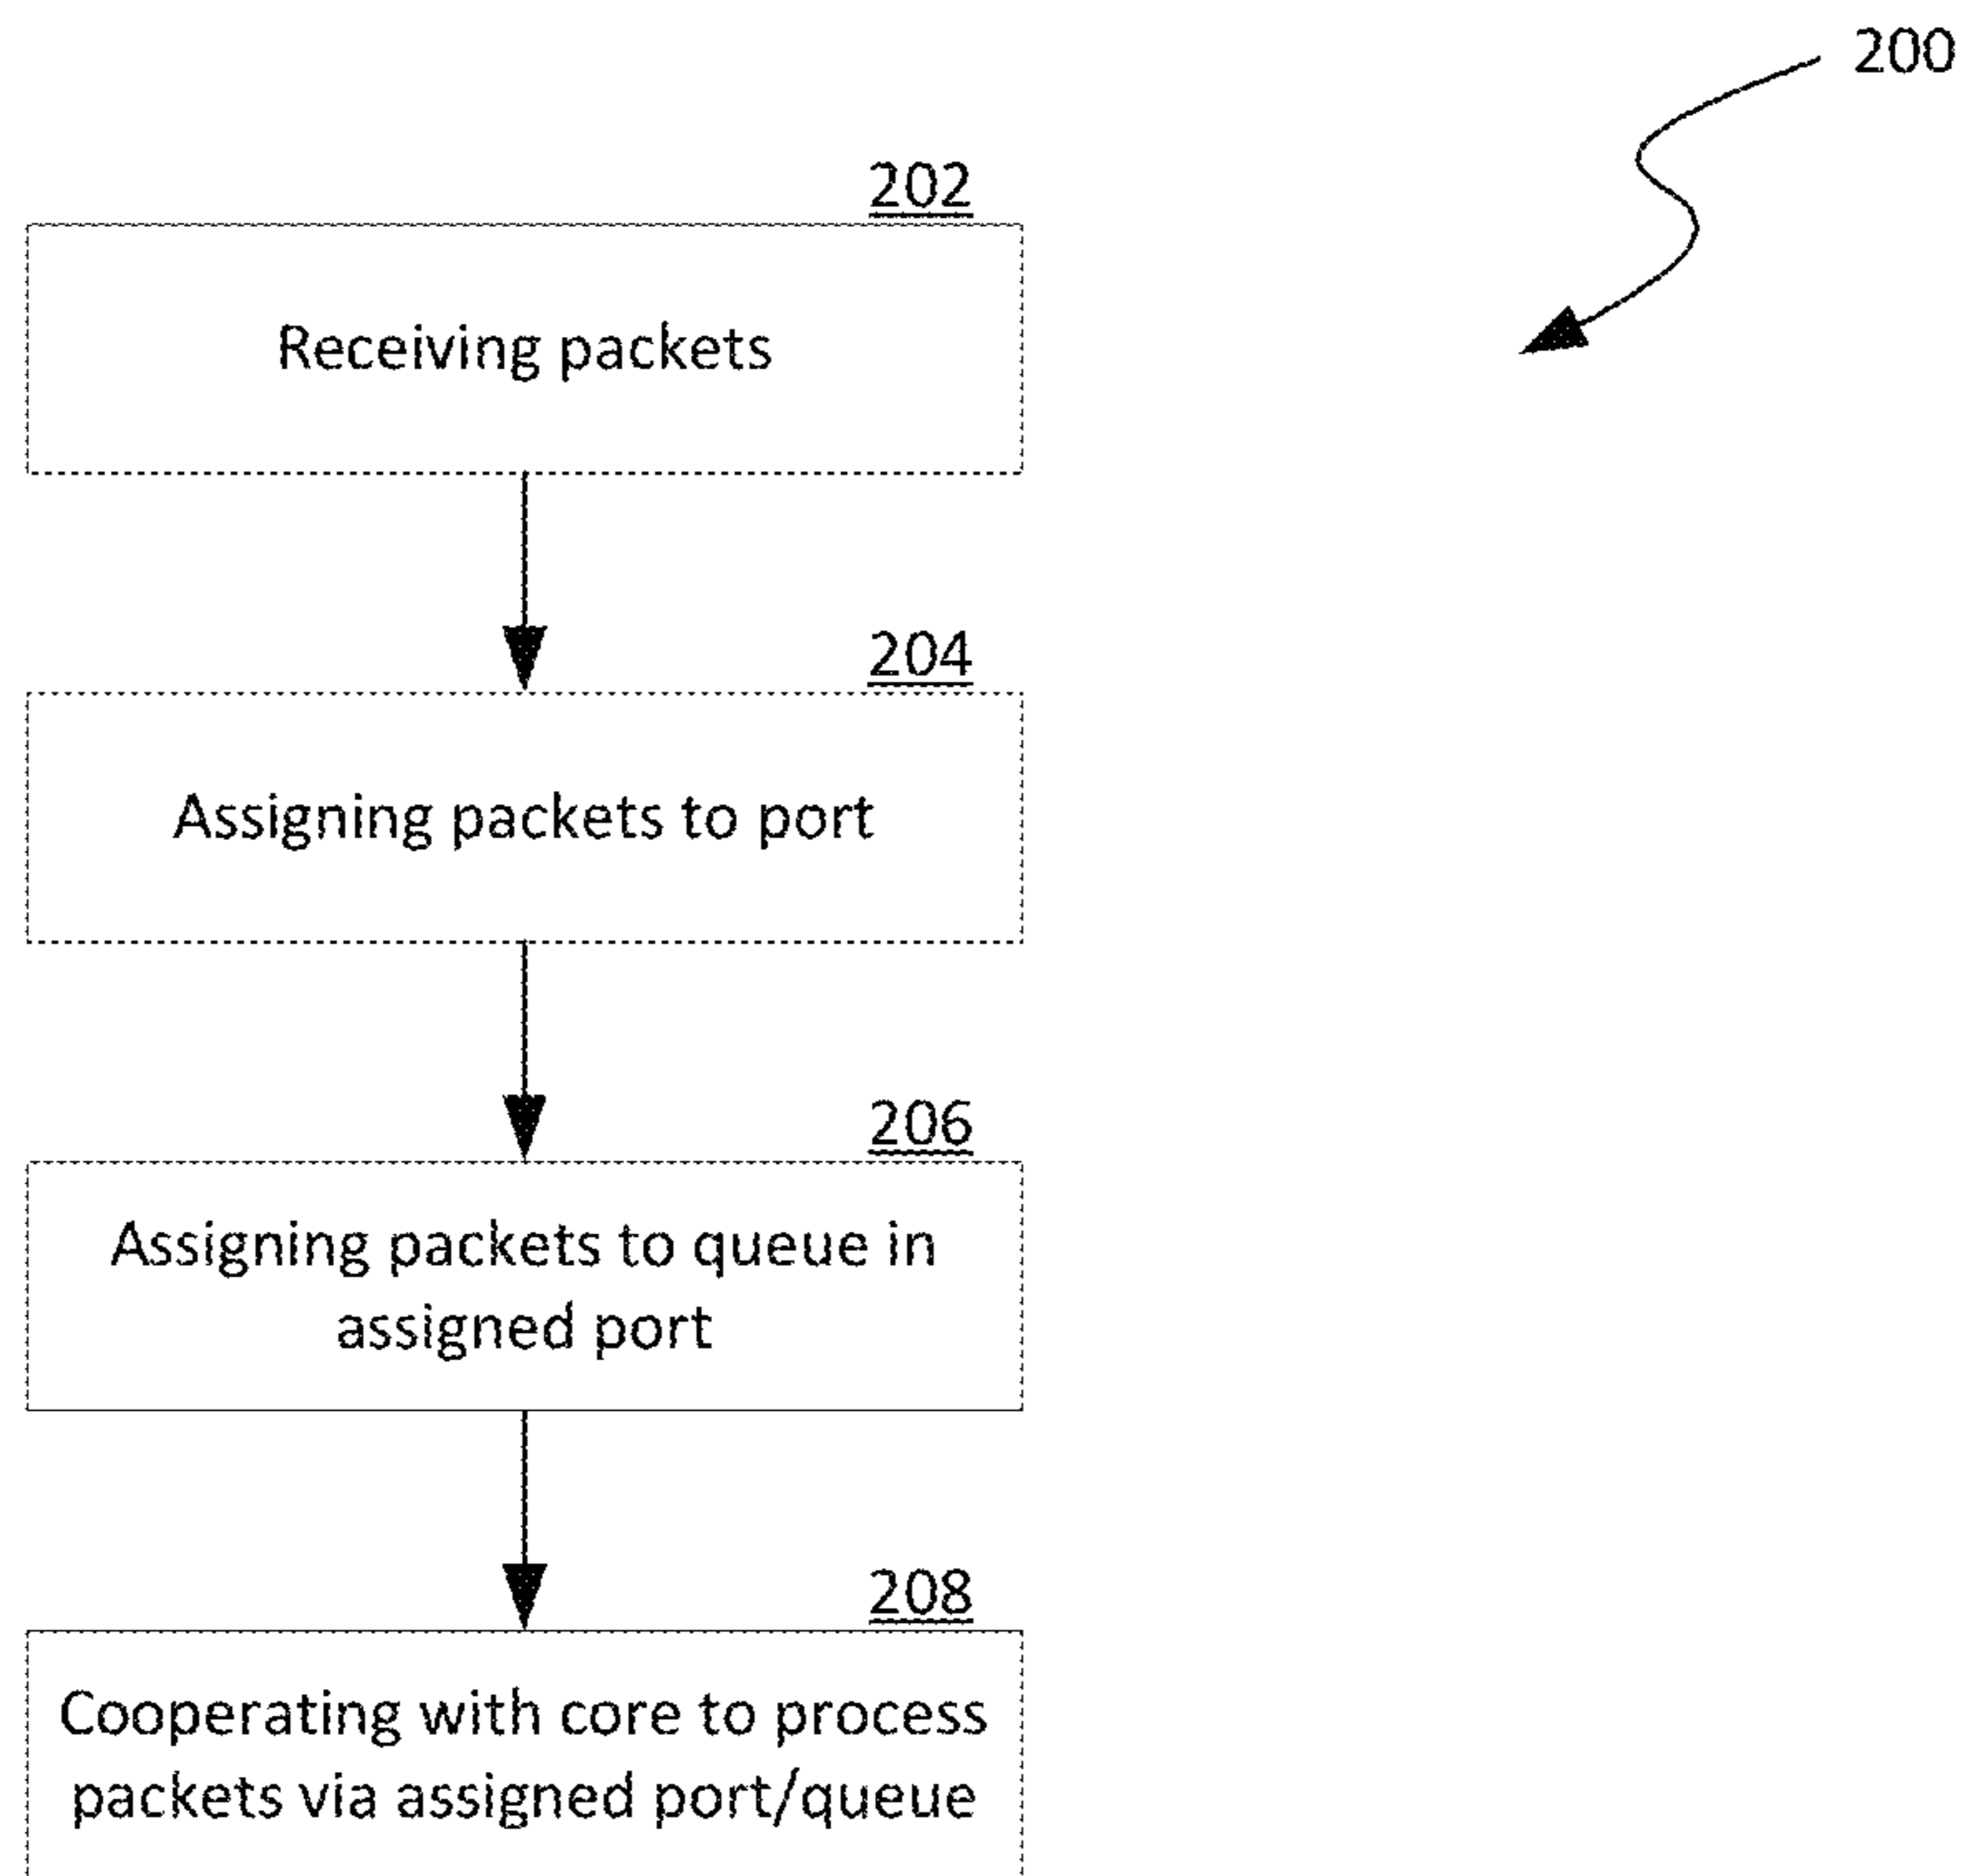 200
202
Receiving packets
204
Assigning packets to port
206
Assigning packets to queue in
assigned port
208
Cooperating with core to process
packets via assigned port/queue